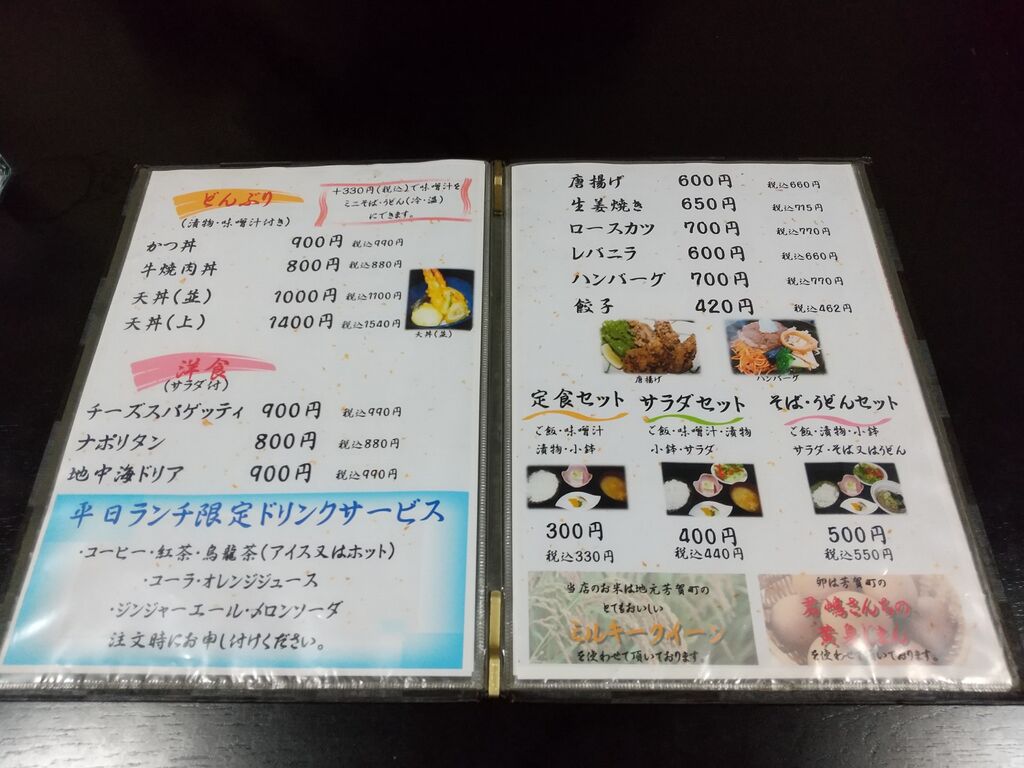 どんぶり
(漬物・味噌汁付き)
+330円(税込)で味噌汁を
ミニそば・うどん(冷・温)
にできます。
かつ丼 900円 税込990円
牛焼肉丼 800円 税込880円
天丼(並) 1000円 税込1100円
天丼(上) 1400円 税込1540円
天丼(並)
洋食
(サラダ付)
チーズスパゲッティ 900円 税込990円
ナポリタン 800円 税込880円
地中海ドリア 900円 税込990円
平日ランチ限定ドリンクサービス
・コーヒー・紅茶・烏龍茶(アイス又はホット)
・コーラ・オレンジジュース
・ジンジャーエール・メロンソーダ
注文時にお申し付けください。
唐揚げ 600円 税込660円
生姜焼き 650円 税込715円
ロースカツ 700円 税込770円
レバニラ 600円 税込660円
ハンバーグ 700円 税込770円
餃子 420円 税込462円
唐揚げ
ハンバーグ
定食セット
ご飯・味噌汁
漬物・小鉢
300円
税込330円
サラダセット
ご飯・味噌汁・漬物
小鉢・サラダ
400円
税込440円
そば・うどんセット
ご飯・漬物・小鉢
サラダ・そば又はうどん
500円
税込550円
当店のお米は地元芳賀町の
とてもおいしい
ミルキークイーン
を使わせて頂いております
卵は芳賀町の
君嶋さんちの
を使わせて頂いております。